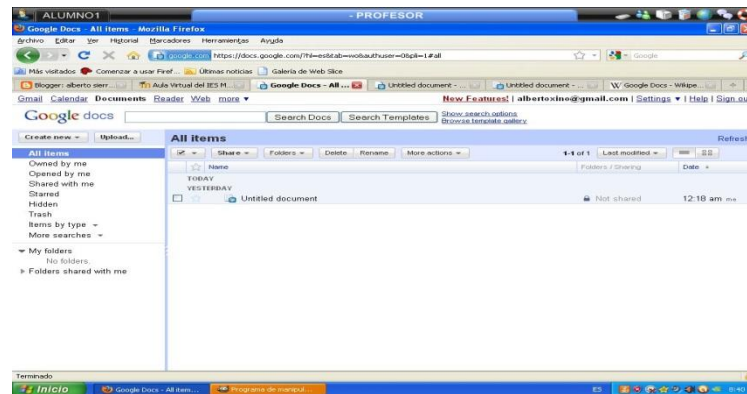 ALUMNO1 - PROFESOR
Google Docs - All items - Mozilla Firefox
Archivo Editar Ver Historial Marcadores Herramientas Ayuda
google.com https://docs.google.com/?hl=es&tab=wo&authuser=0&pli=1#all Google
Más visitados Comenzar a usar Firef... Últimas noticias Galería de Web Slice
Blogger: alberto sierr... Aula Virtual del IES M... Google Docs - All ... Untitled document - ... Untitled document - ... Google Docs - Wikipe...
Gmail Calendar Documents Reader Web more ▾ New Features! | albertoxino@gmail.com | Settings ▾ | Help | Sign ou
Google docs Search Docs Search Templates Show search options
Browse template gallery
Create new ▾ Upload... All items Refresh
All items Share ▾ Folders ▾ Delete Rename More actions ▾ 1-1 of 1 Last modified ▾
Owned by me Name Folders / Sharing Date
Opened by me TODAY
Shared with me YESTERDAY
Starred Untitled document Not shared 12:18 am me
Hidden
Trash
Items by type ▾
More searches ▾
My folders
No folders.
Folders shared with me
Terminado
Inicio Google Docs - All item... Programa de manipul... 0:40